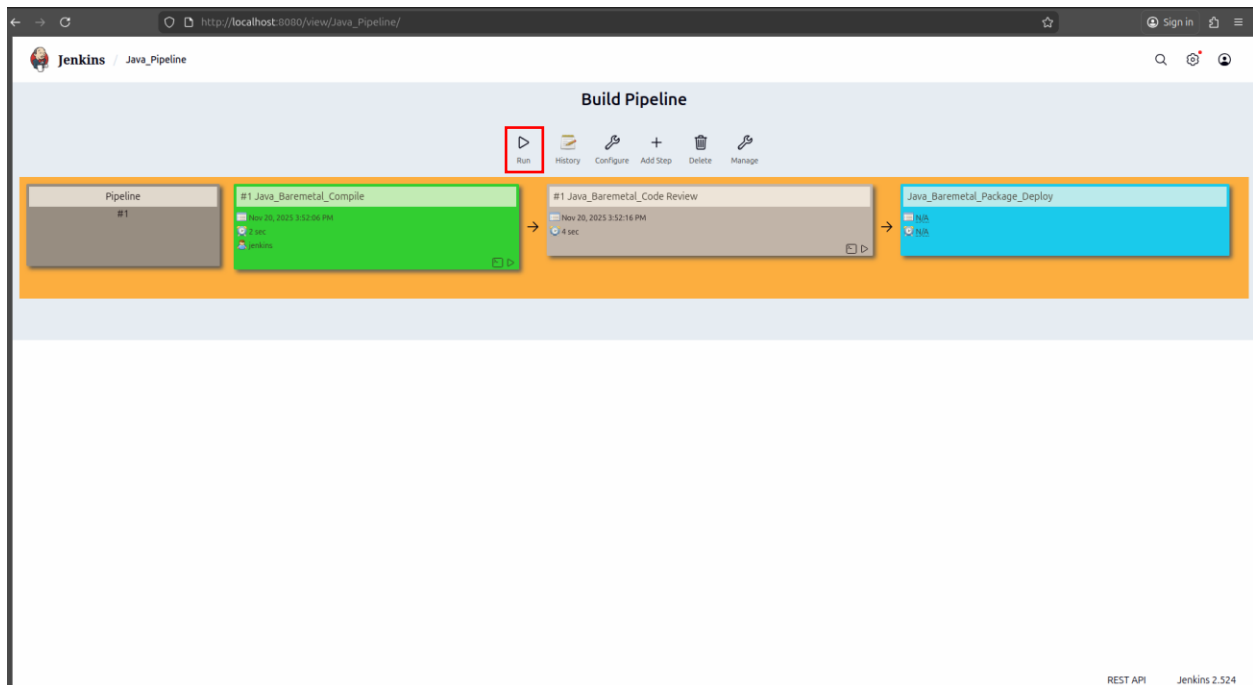 http://localhost:8080/view/Java_Pipeline/
Sign in
Jenkins / Java_Pipeline
Build Pipeline
Run History Configure Add Step Delete Manage
Pipeline
#1
#1 Java_Baremetal_Compile
Nov 20, 2025 3:52:06 PM
2 sec
jenkins
#1 Java_Baremetal_Code Review
Nov 20, 2025 3:52:16 PM
4 sec
Java_Baremetal_Package_Deploy
N/A
N/A
REST API Jenkins 2.524